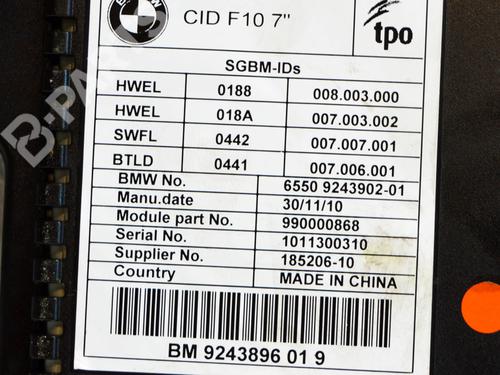 BMW
CID F10 7"
tpo
SGBM-IDs
HWEL 0188 008.003.000
HWEL 018A 007.003.002
SWFL 0442 007.007.001
BTLD 0441 007.006.001
BMW No. 6550 9243902-01
Manu.date 30/11/10
Module part No. 990000868
Serial No. 1011300310
Supplier No. 185206-10
Country MADE IN CHINA
BM 9243896 01 9